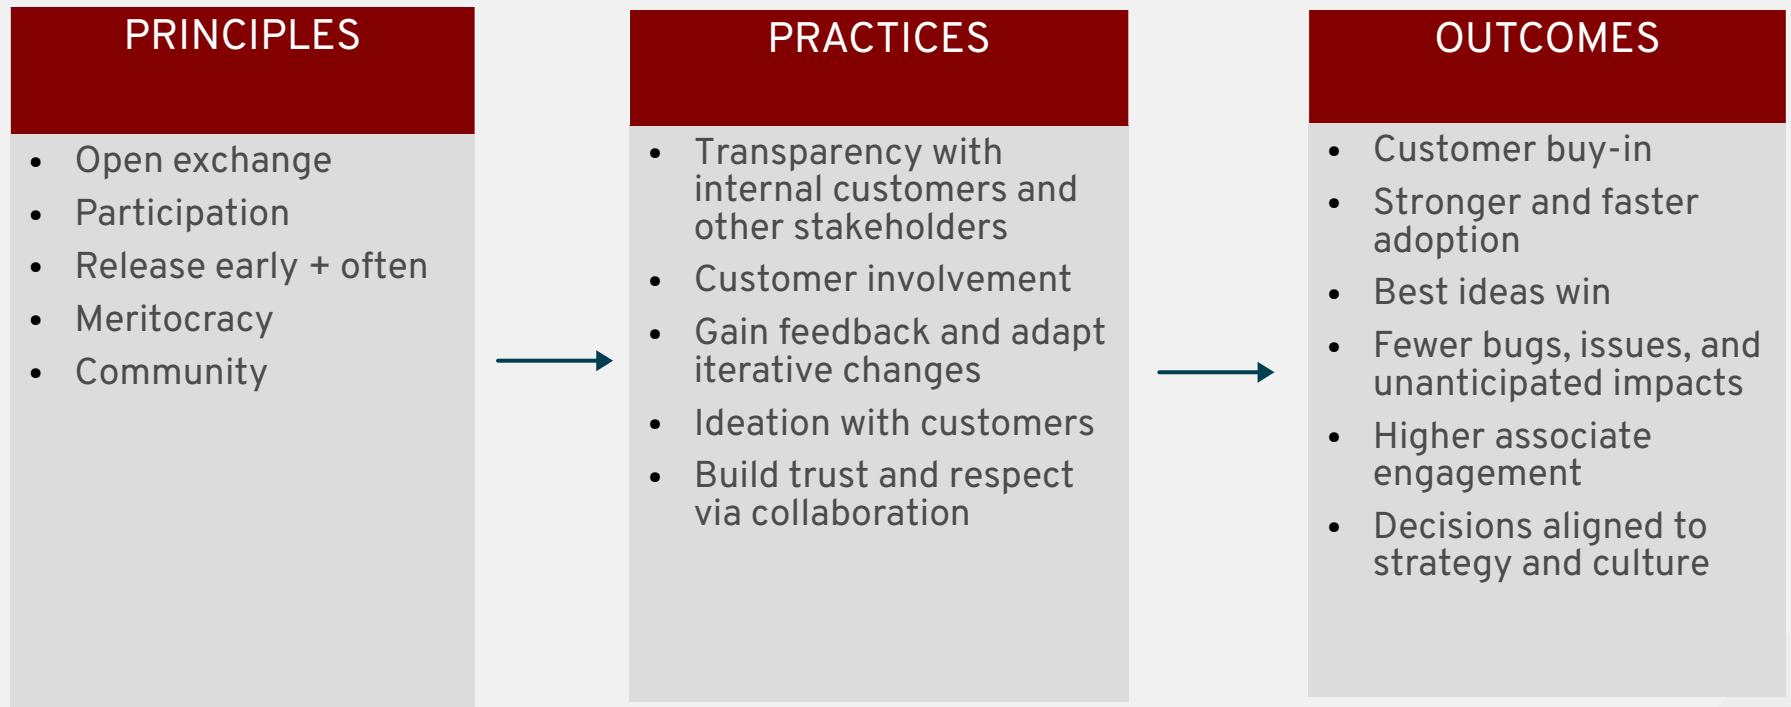 PRINCIPLES
• Open exchange
• Participation
• Release early + often
• Meritocracy
• Community
PRACTICES
• Transparency with
internal customers and
other stakeholders
• Customer involvement
• Gain feedback and adapt
iterative changes
• Ideation with customers
• Build trust and respect
via collaboration
OUTCOMES
• Customer buy-in
• Stronger and faster
adoption
• Best ideas win
• Fewer bugs, issues, and
unanticipated impacts
• Higher associate
engagement
• Decisions aligned to
strategy and culture